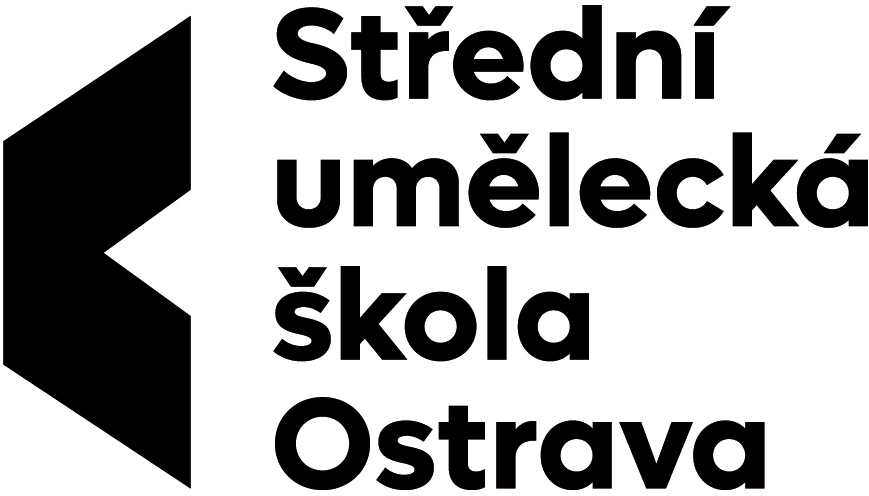 Střední
umělecká
škola
Ostrava